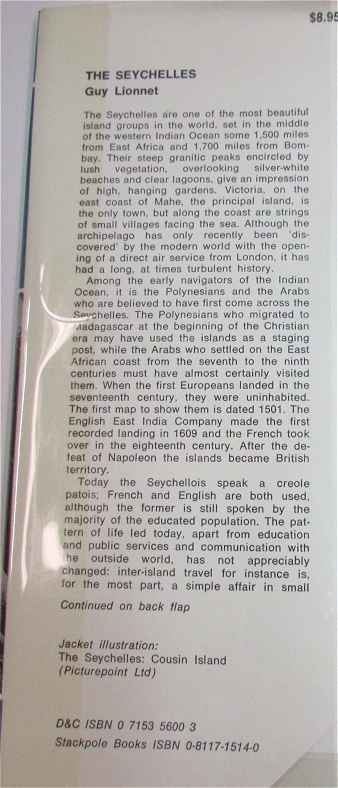 $8.95
THE SEYCHELLES
Guy Lionnet
The Seychelles are one of the most beautiful
island groups in the world, set in the middle
of the western Indian Ocean some 1,500 miles
from East Africa and 1,700 miles from Bom-
bay. Their steep granitic peaks encircled by
lush vegetation, overlooking silver-white
beaches and clear lagoons, give an impression
of high, hanging gardens. Victoria, on the
east coast of Mahe, the principal island, is
the only town, but along the coast are strings
of small villages facing the sea. Although the
archipelago has only recently been 'dis-
covered' by the modern world with the open-
ing of a direct air service from London, it has
had a long, at times turbulent history.
Among the early navigators of the Indian
Ocean, it is the Polynesians and the Arabs
who are believed to have first come across the
Seychelles. The Polynesians who migrated to
Madagascar at the beginning of the Christian
era may have used the islands as a staging
post, while the Arabs who settled on the East
African coast from the seventh to the ninth
centuries must have almost certainly visited
them. When the first Europeans landed in the
seventeenth century, they were uninhabited.
The first map to show them is dated 1501. The
English East India Company made the first
recorded landing in 1609 and the French took
over in the eighteenth century. After the de-
feat of Napoleon the islands became British
territory.
Today the Seychellois speak a creole
patois; French and English are both used,
although the former is still spoken by the
majority of the educated population. The pat-
tern of life led today, apart from education
and public services and communication with
the outside world, has not appreciably
changed: inter-island travel for instance is,
for the most part, a simple affair in small
Continued on back flap
Jacket illustration:
The Seychelles: Cousin Island
(Picturepoint Ltd)
D&C ISBN 0 7153 5600 3
Stackpole Books ISBN 0-8117-1514-0